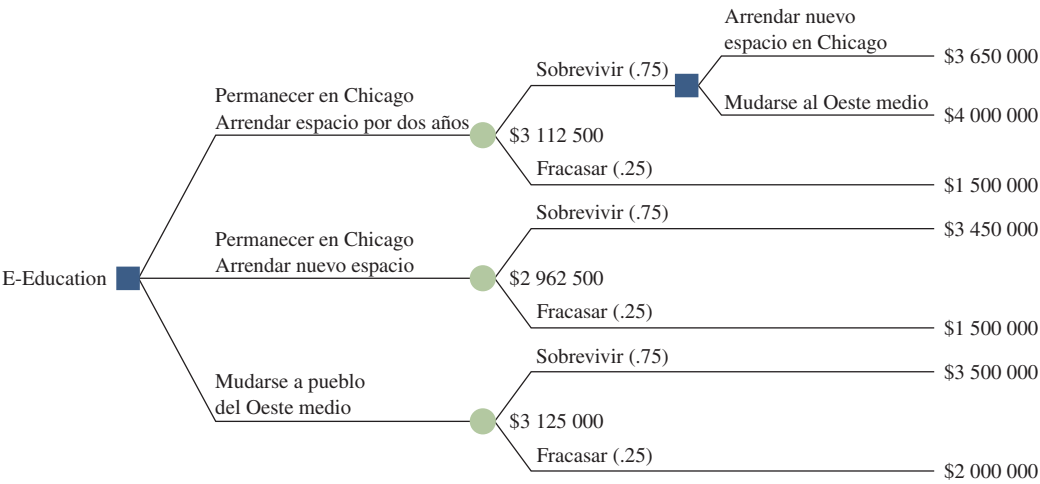 Arrendar nuevo
espacio en Chicago
$3 650 000
Sobrevivir (.75)
Mudarse al Oeste medio
$4 000 000
Permanecer en Chicago
Arrendar espacio por dos años
$3 112 500
Fracasar (.25)
$1 500 000
Sobrevivir (.75)
$3 450 000
Permanecer en Chicago
Arrendar nuevo espacio
E-Education
$2 962 500
Fracasar (.25)
$1 500 000
Sobrevivir (.75)
$3 500 000
Mudarse a pueblo
del Oeste medio
$3 125 000
Fracasar (.25)
$2 000 000